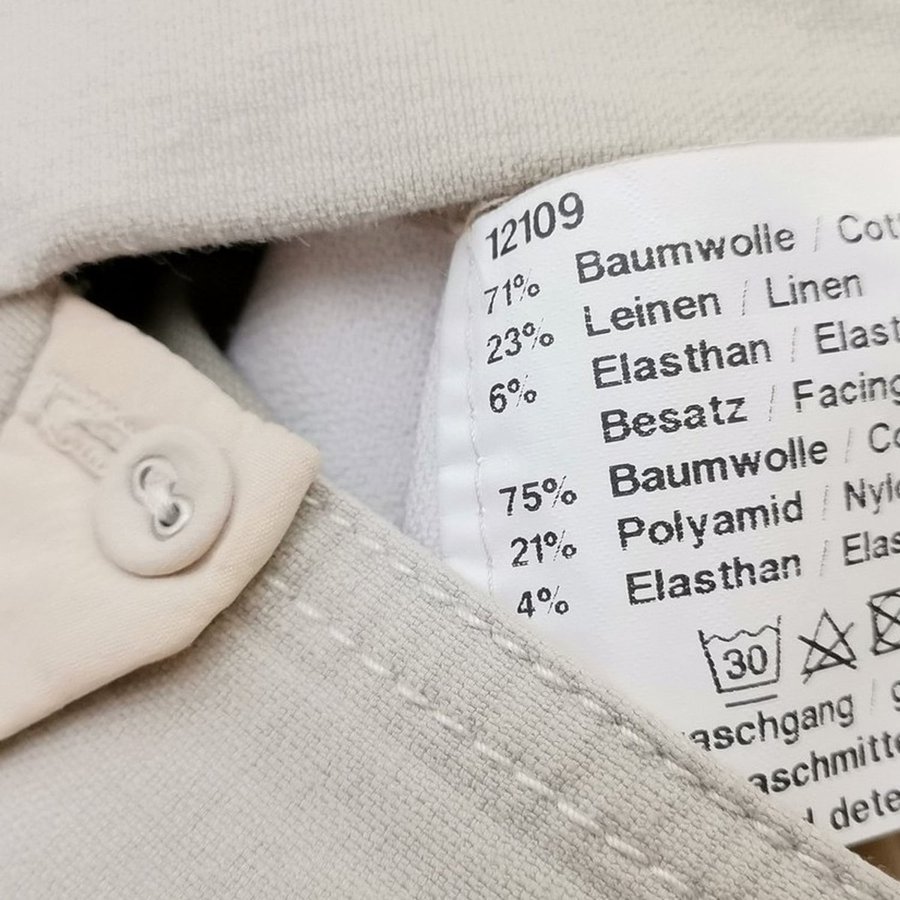 12109
71% Baumwolle / Cott
23% Leinen / Linen
6% Elasthan / Elast
Besatz / Facing
75% Baumwolle / Co
21% Polyamid / Nylo
4% Elasthan / Elas
30
aschgang / g
aschmitte
d dete